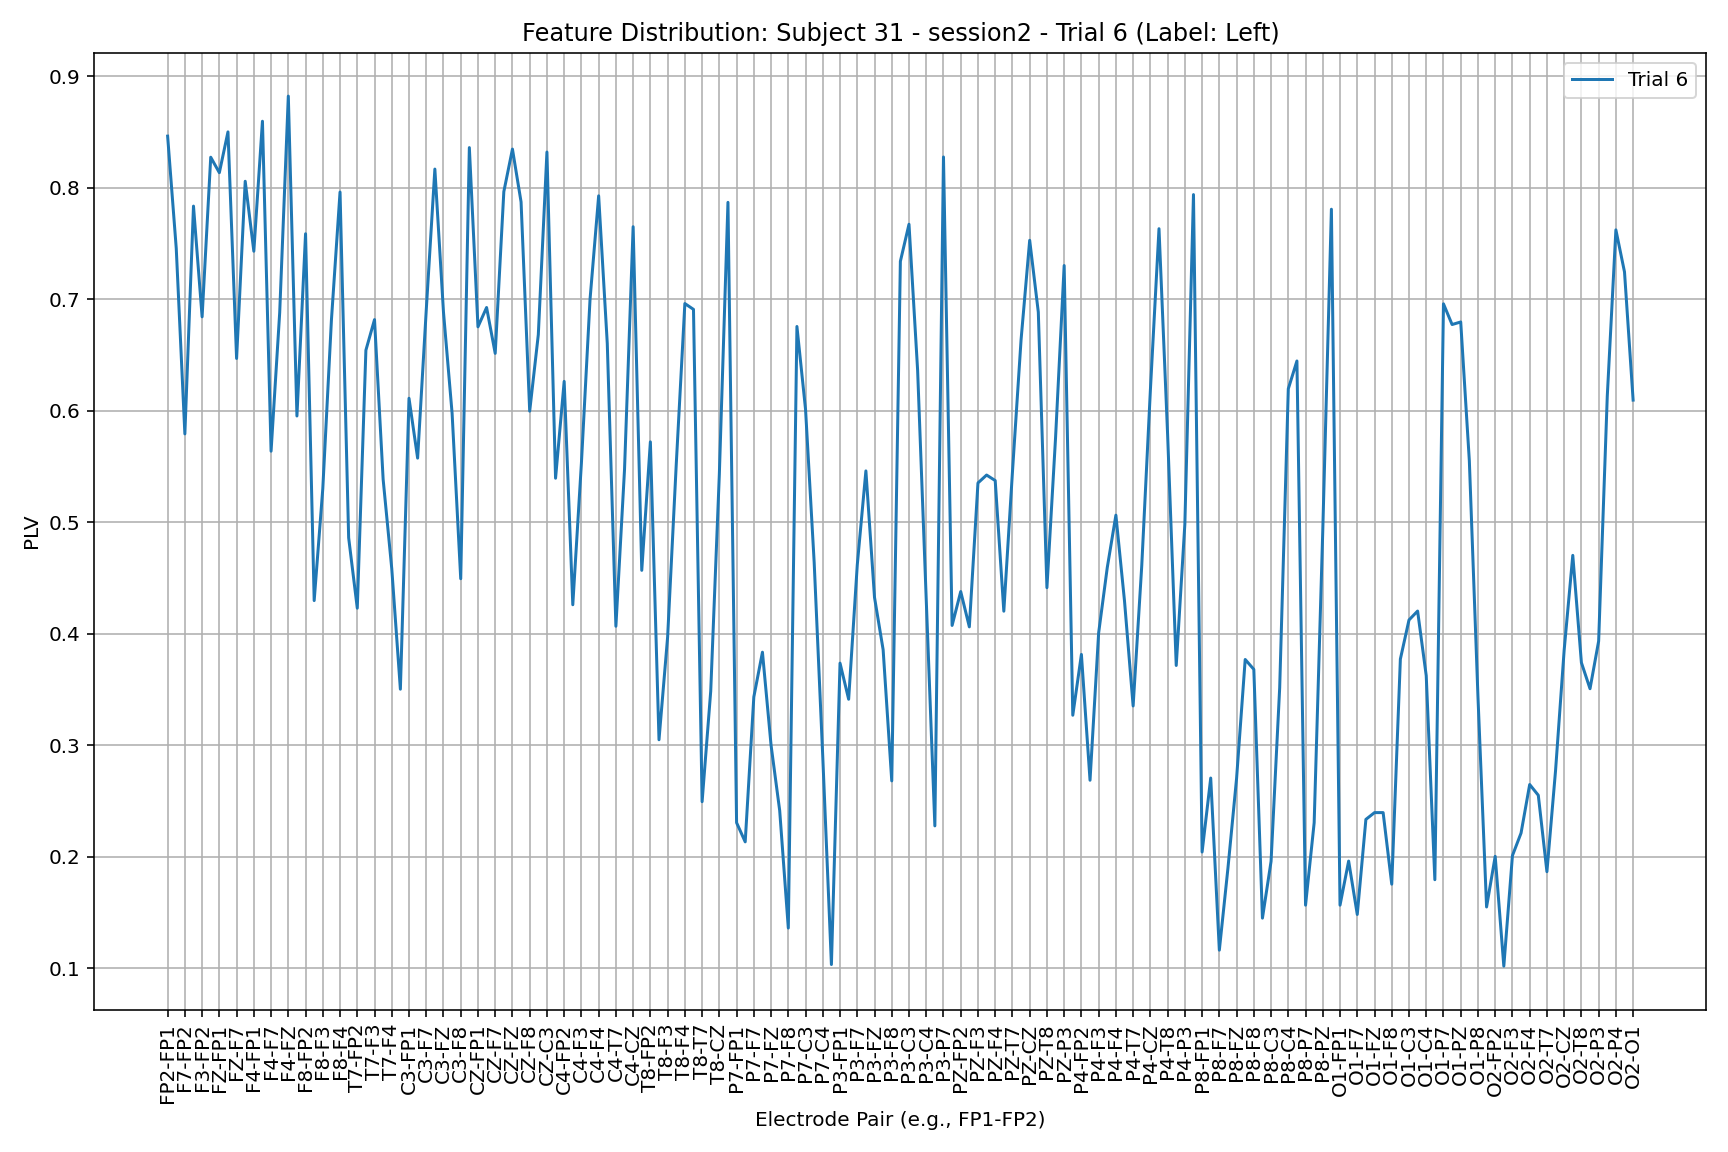 Feature Distribution: Subject 31 - session2 - Trial 6 (Label: Left)
Trial 6
PLV
0.9
0.8
0.7
0.6
0.5
0.4
0.3
0.2
0.1
FP2-FP1
F7-FP2
F3-FP2
FZ-FP1
FZ-F7
F4-FP1
F4-F7
F4-FZ
F8-FP2
F8-F3
F8-F4
T7-FP2
T7-F3
T7-F4
C3-FP1
C3-F7
C3-FZ
C3-F8
CZ-FP1
CZ-F7
CZ-FZ
CZ-F8
CZ-C3
C4-FP2
C4-F3
C4-F4
C4-T7
C4-CZ
T8-FP2
T8-F3
T8-F4
T8-T7
T8-CZ
P7-FP1
P7-F7
P7-FZ
P7-F8
P7-C3
P7-C4
P3-FP1
P3-F7
P3-FZ
P3-F8
P3-C3
P3-C4
P3-P7
PZ-FP2
PZ-F3
PZ-F4
PZ-T7
PZ-CZ
PZ-T8
PZ-P3
P4-FP2
P4-F3
P4-F4
P4-T7
P4-CZ
P4-T8
P4-P3
P8-FP1
P8-F7
P8-FZ
P8-F8
P8-C3
P8-C4
P8-P7
P8-PZ
O1-FP1
O1-F7
O1-FZ
O1-F8
O1-C3
O1-C4
O1-P7
O1-PZ
O1-P8
O2-FP2
O2-F3
O2-F4
O2-T7
O2-CZ
O2-T8
O2-P3
O2-P4
O2-O1
Electrode Pair (e.g., FP1-FP2)